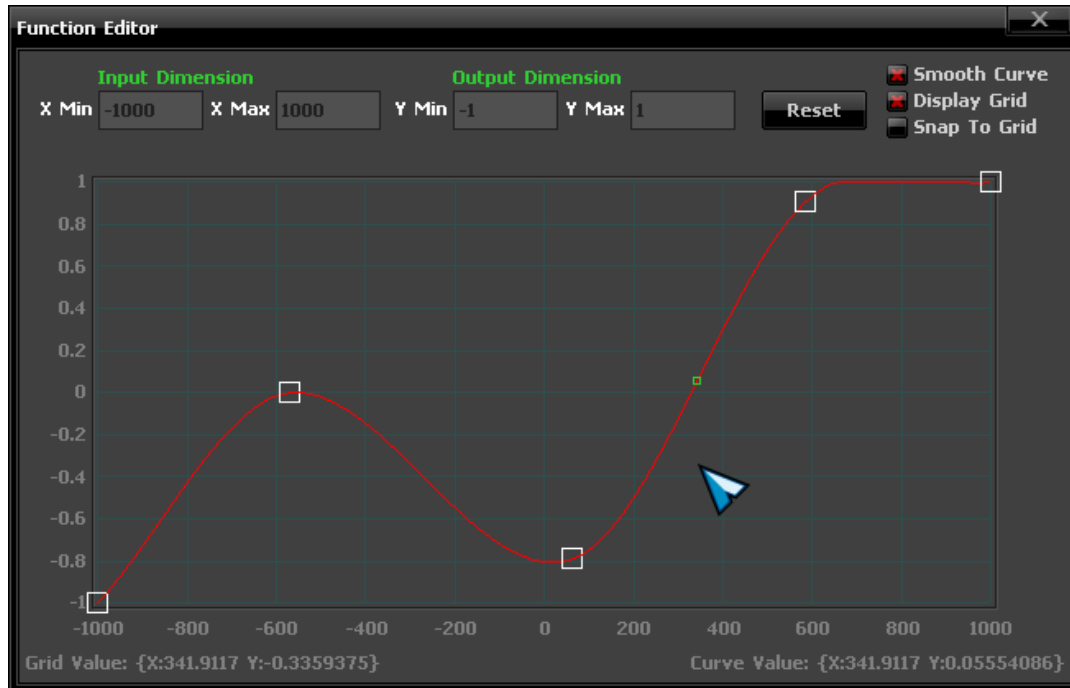 Function Editor
X
Input Dimension Output Dimension
X Min -1000 X Max 1000 Y Min -1 Y Max 1 Reset
Smooth Curve
Display Grid
Snap To Grid
1
0.8
0.6
0.4
0.2
0
-0.2
-0.4
-0.6
-0.8
-1
-1000 -800 -600 -400 -200 0 200 400 600 800 1000
Grid Value: {X:341.9117 Y:-0.3359375} Curve Value: {X:341.9117 Y:0.05554086}